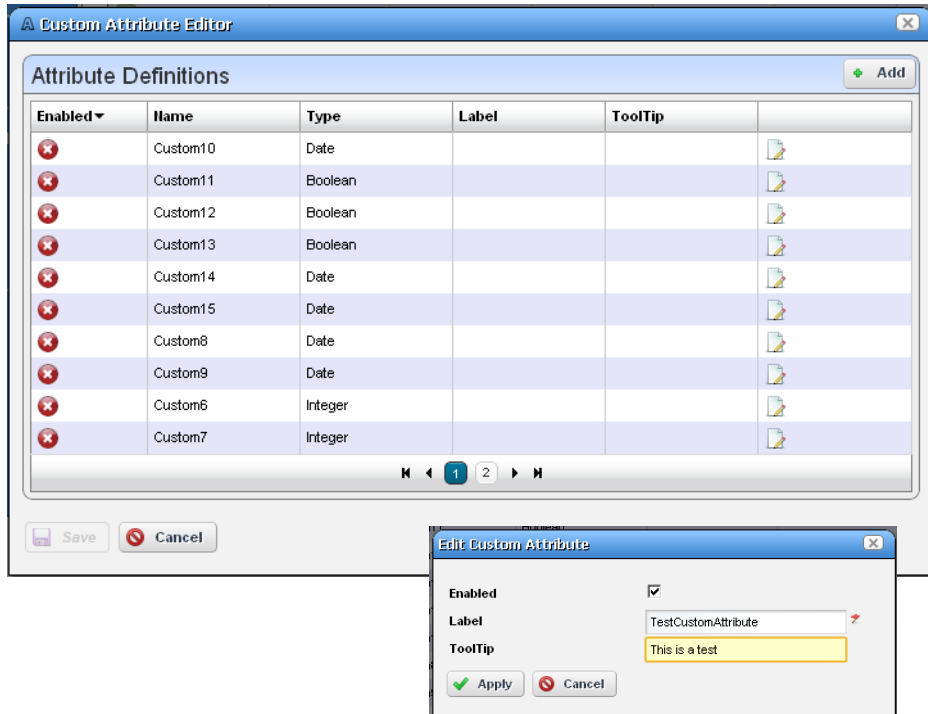 A Custom Attribute Editor
Attribute Definitions
Add
Enabled Name Type Label ToolTip
Custom10 Date
Custom11 Boolean
Custom12 Boolean
Custom13 Boolean
Custom14 Date
Custom15 Date
Custom8 Date
Custom9 Date
Custom6 Integer
Custom7 Integer
1 2
Save Cancel
Boolean
Edit Custom Attribute
Enabled
Label TestCustomAttribute
ToolTip This is a test
Apply Cancel